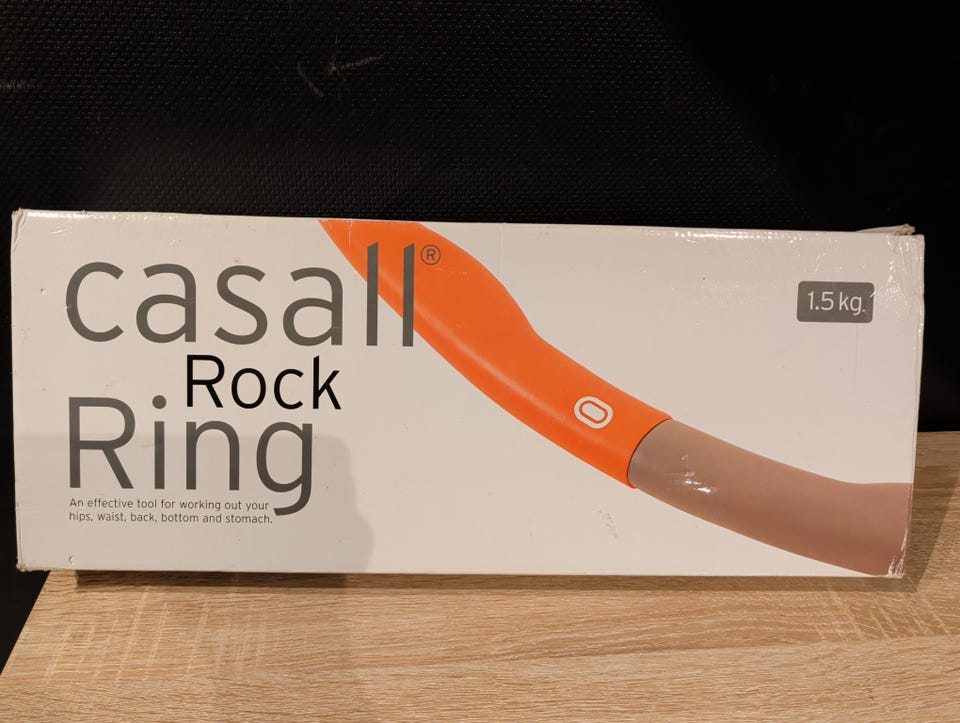 casall®
Rock
Ring
An effective tool for working out your
hips, waist, back, bottom and stomach.
1.5 kg.